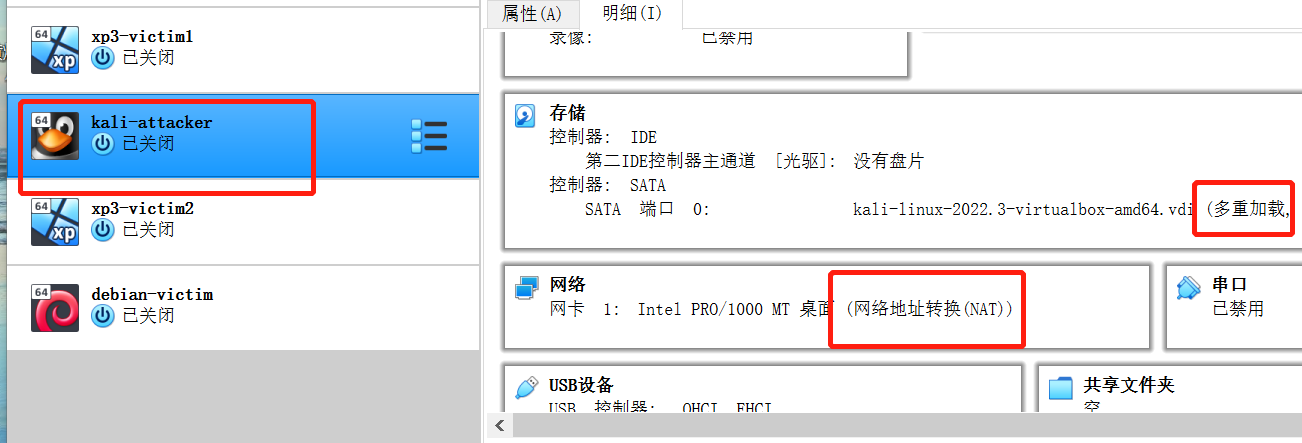 属性(A)
明细(I)
64
xp
xp3-victim1
已关闭
64
kali-attacker
已关闭
64
xp
xp3-victim2
已关闭
64
debian-victim
已关闭
录像: 已禁用
存储
控制器: IDE
第二IDE控制器主通道 [光驱]: 没有盘片
控制器: SATA
SATA 端口 0: kali-linux-2022.3-virtualbox-amd64.vdi (多重加载,
网络
网卡 1: Intel PRO/1000 MT 桌面 (网络地址转换(NAT))
串口
已禁用
USB设备
USB 控制器: OHCI, EHCI
共享文件夹
空